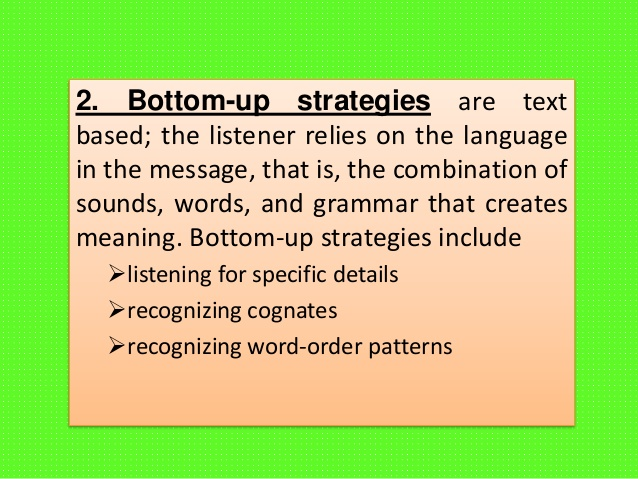 2. Bottom-up strategies are text
based; the listener relies on the language
in the message, that is, the combination of
sounds, words, and grammar that creates
meaning. Bottom-up strategies include
➢listening for specific details
➢recognizing cognates
➢recognizing word-order patterns